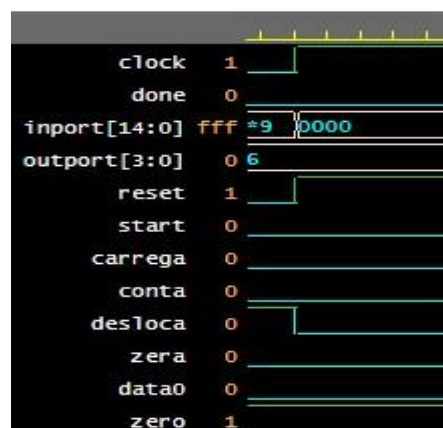 clock 1
done 0
inport[14:0] fff *9 0000
outport[3:0] 0 6
reset 1
start 0
carrega 0
conta 0
desloca 0
zera 0
data0 0
zero 1